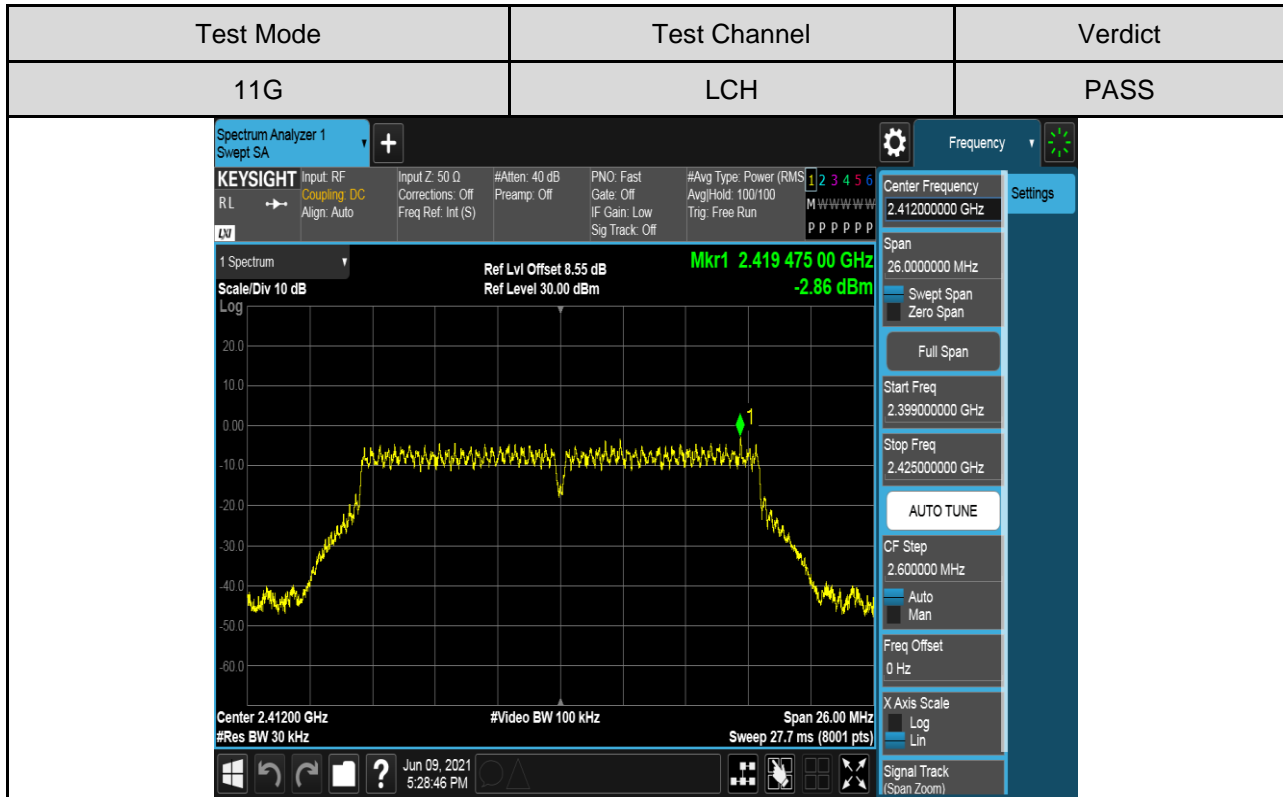 Test Mode
Test Channel
Verdict
11G
LCH
PASS
Spectrum Analyzer 1
Swept SA
+
Frequency
KEYSIGHT
RL
LXI
Input: RF
Coupling: DC
Align: Auto
Input Z: 50 Ω
Corrections: Off
Freq Ref: Int (S)
#Atten: 40 dB
Preamp: Off
PNO: Fast
Gate: Off
IF Gain: Low
Sig Track: Off
#Avg Type: Power (RMS
Avg|Hold: 100/100
Trig: Free Run
1 2 3 4 5 6
M W W W W W
P P P P P P
Center Frequency
2.412000000 GHz
Settings
1 Spectrum
Scale/Div 10 dB
Log
Ref Lvl Offset 8.55 dB
Ref Level 30.00 dBm
Mkr1 2.419 475 00 GHz
-2.86 dBm
Span
26.0000000 MHz
Swept Span
Zero Span
Full Span
Start Freq
2.399000000 GHz
Stop Freq
2.425000000 GHz
AUTO TUNE
CF Step
2.600000 MHz
Auto
Man
Freq Offset
0 Hz
X Axis Scale
Log
Lin
Signal Track
(Span Zoom)
20.0
10.0
0.00
-10.0
-20.0
-30.0
-40.0
-50.0
-60.0
1
Center 2.41200 GHz
#Res BW 30 kHz
#Video BW 100 kHz
Span 26.00 MHz
Sweep 27.7 ms (8001 pts)
?
Jun 09, 2021
5:28:46 PM